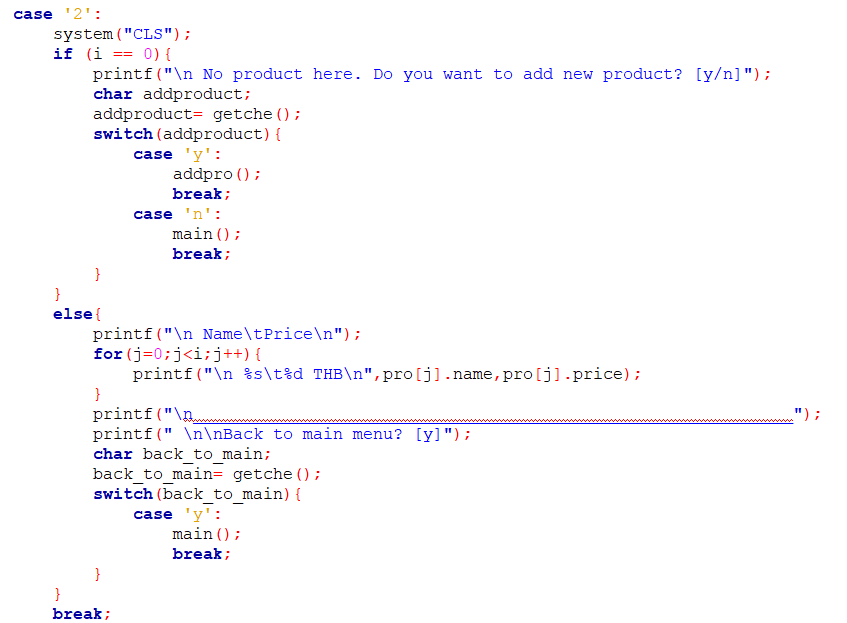 case '2':
    system("CLS");
    if (i == 0){
        printf("\n No product here. Do you want to add new product? [y/n]");
        char addproduct;
        addproduct= getche();
        switch(addproduct){
            case 'y':
                addpro();
                break;
            case 'n':
                main();
                break;
        }
    }
    else{
        printf("\n Name\tPrice\n");
        for(j=0;j<i;j++){
            printf("\n %s\t%d THB\n",pro[j].name,pro[j].price);
        }
        printf("\n____________________________________________________________");
        printf(" \n\nBack to main menu? [y]");
        char back_to_main;
        back_to_main= getche();
        switch(back_to_main){
            case 'y':
                main();
                break;
        }
    }
    break;